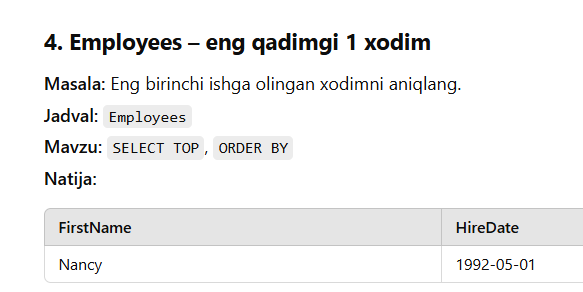 4. Employees – eng qadimgi 1 xodim
Masala: Eng birinchi ishga olingan xodimni aniqlang.
Jadval: Employees
Mavzu: SELECT TOP, ORDER BY
Natija:
FirstName HireDate
Nancy 1992-05-01